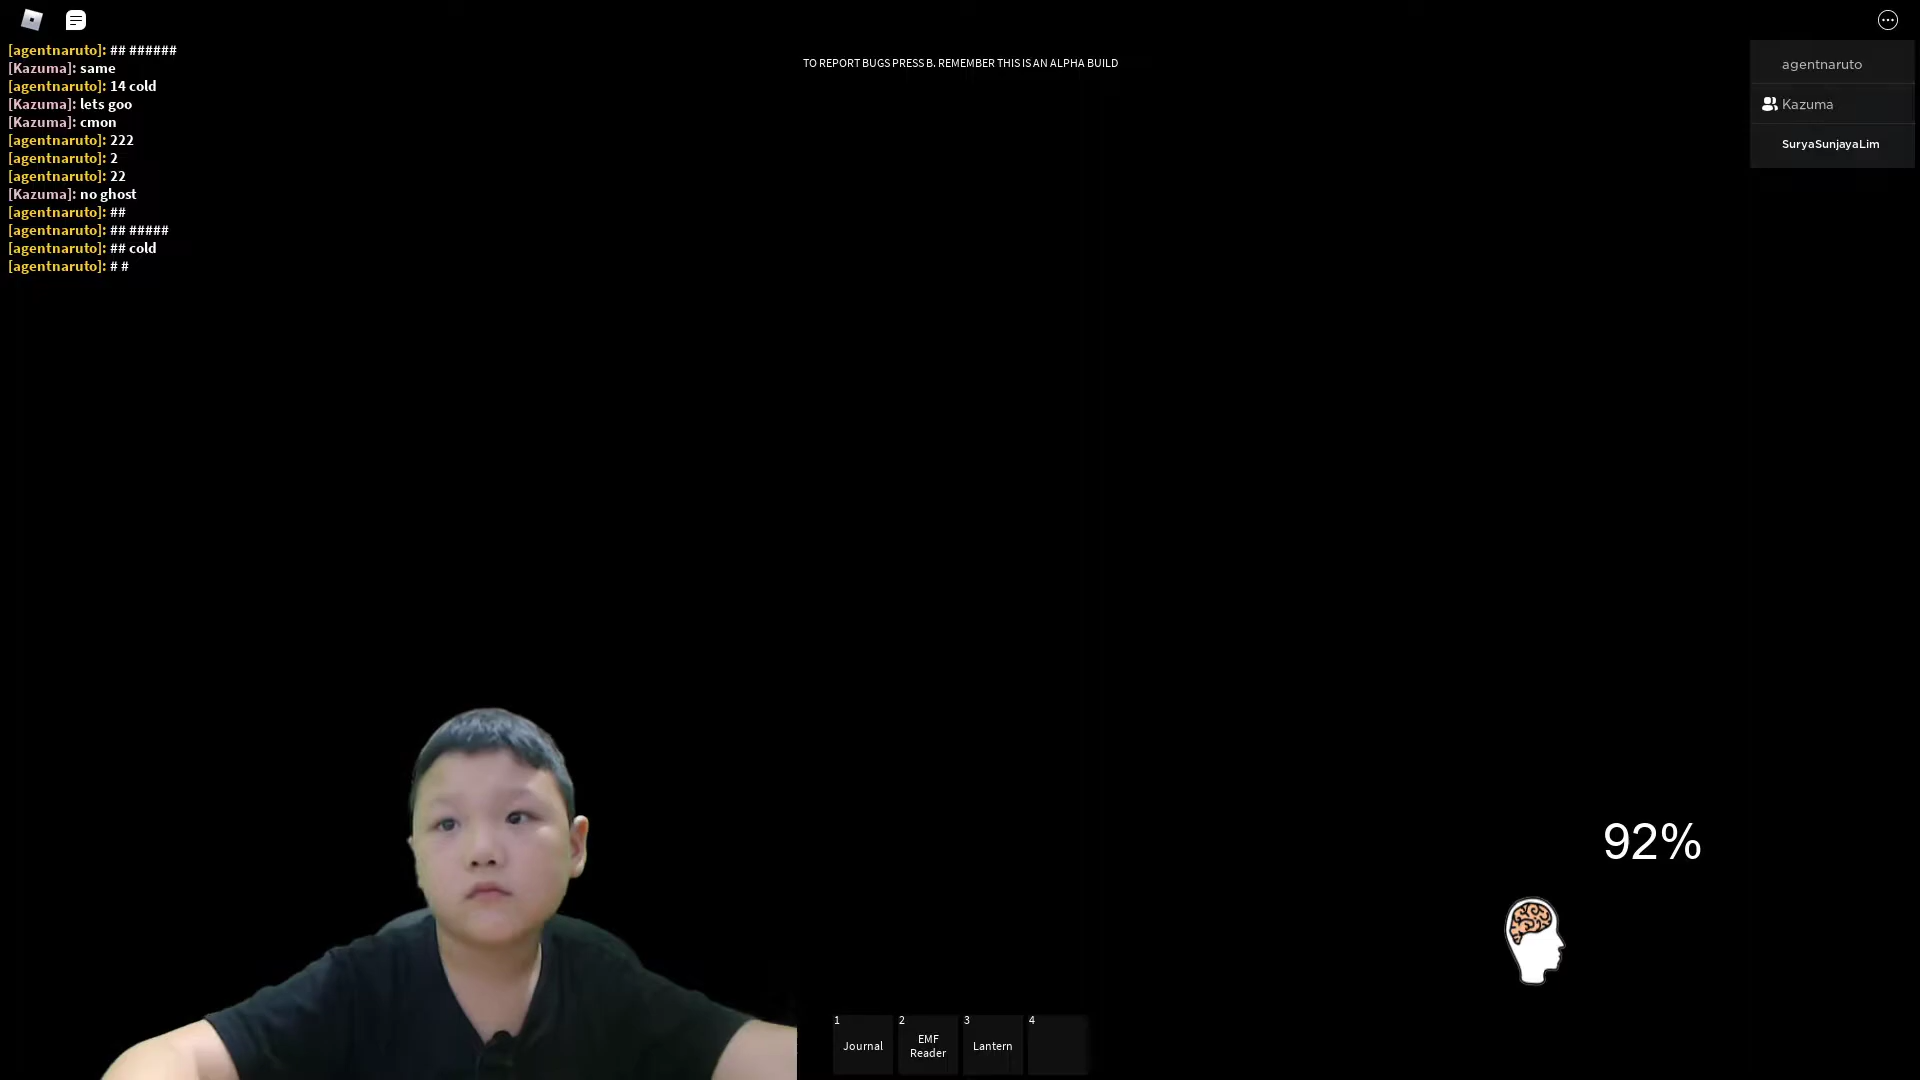 [agentnaruto]: ## ######
[Kazuma]: same
[agentnaruto]: 14 cold
[Kazuma]: lets goo
[Kazuma]: cmon
[agentnaruto]: 222
[agentnaruto]: 2
[agentnaruto]: 22
[Kazuma]: no ghost
[agentnaruto]: ##
[agentnaruto]: ## #####
[agentnaruto]: ## cold
[agentnaruto]: # #
TO REPORT BUGS PRESS B. REMEMBER THIS IS AN ALPHA BUILD
agentnaruto
Kazuma
SuryaSunjayaLim
92%
1
Journal
2
EMF
Reader
3
Lantern
4